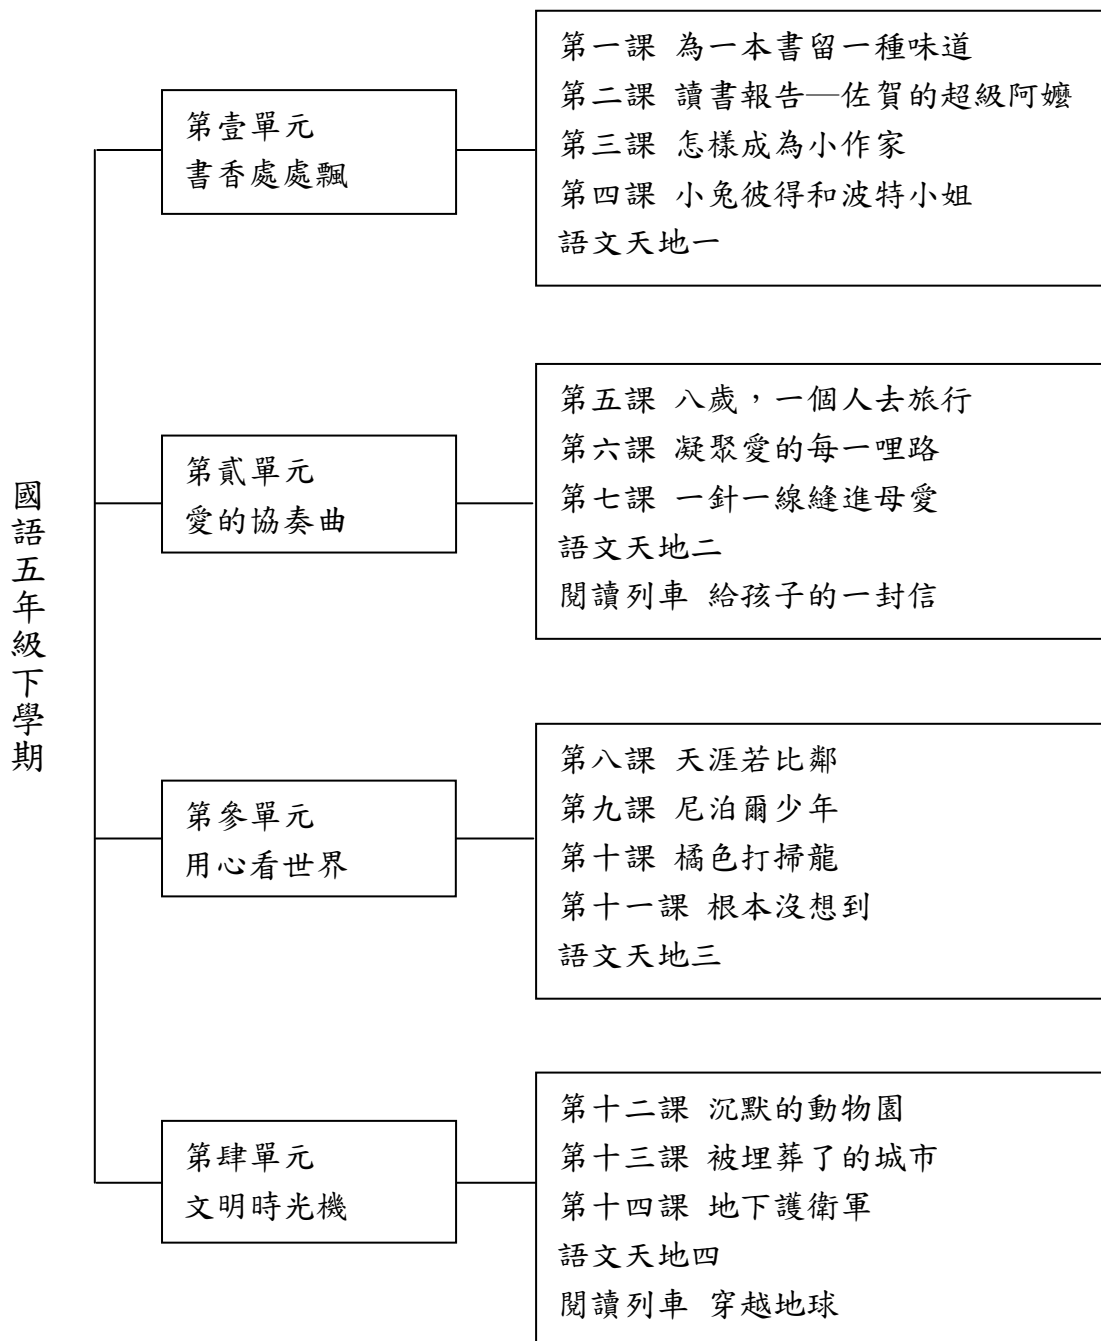 國語五年級下學期
第壹單元
書香處處飄
第一課 為一本書留一種味道
第二課 讀書報告─佐賀的超級阿嬤
第三課 怎樣成為小作家
第四課 小兔彼得和波特小姐
語文天地一
第貳單元
愛的協奏曲
第五課 八歲，一個人去旅行
第六課 凝聚愛的每一哩路
第七課 一針一線縫進母愛
語文天地二
閱讀列車 給孩子的一封信
第參單元
用心看世界
第八課 天涯若比鄰
第九課 尼泊爾少年
第十課 橘色打掃龍
第十一課 根本沒想到
語文天地三
第肆單元
文明時光機
第十二課 沉默的動物園
第十三課 被埋葬了的城市
第十四課 地下護衛軍
語文天地四
閱讀列車 穿越地球